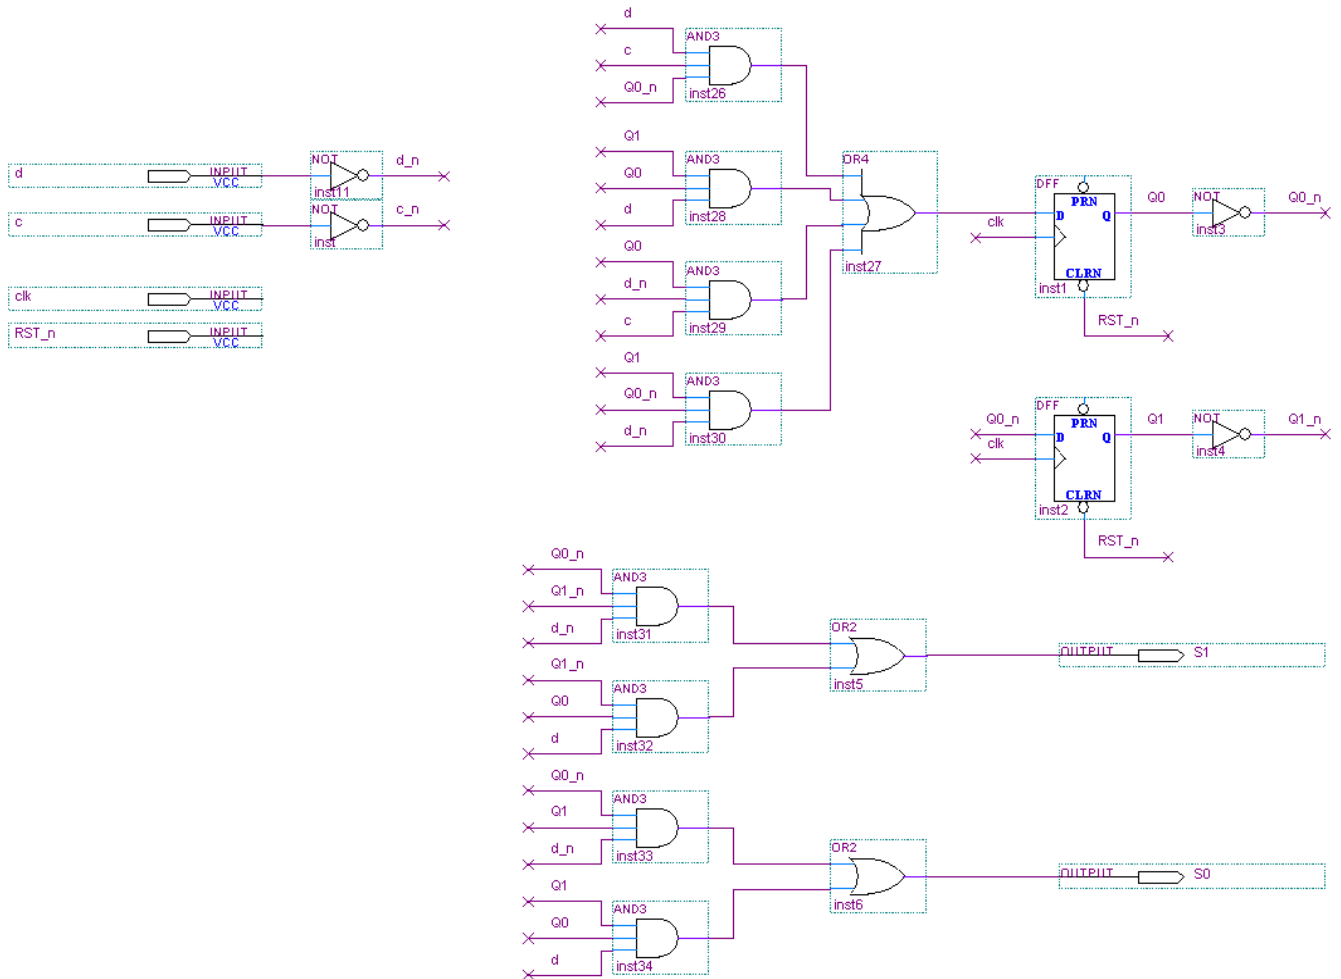 d
INPUT
VCC
NOT
inst11
d_n
c
INPUT
VCC
NOT
inst
c_n
clk
INPUT
VCC
RST_n
INPUT
VCC
d
c
Q0_n
AND3
inst26
Q1
Q0
d
AND3
inst28
Q0
d_n
c
AND3
inst29
Q1
Q0_n
d_n
AND3
inst30
OR4
inst27
clk
DFF
PRN
D
Q
CLRN
inst1
RST_n
Q0
NOT
inst3
Q0_n
Q0_n
clk
DFF
PRN
D
Q
CLRN
inst2
RST_n
Q1
NOT
inst4
Q1_n
Q0_n
Q1_n
d_n
AND3
inst31
Q1_n
Q0
d
AND3
inst32
OR2
inst5
OUTPUT
S1
Q0_n
Q1
d_n
AND3
inst33
Q1
Q0
d
AND3
inst34
OR2
inst6
OUTPUT
S0